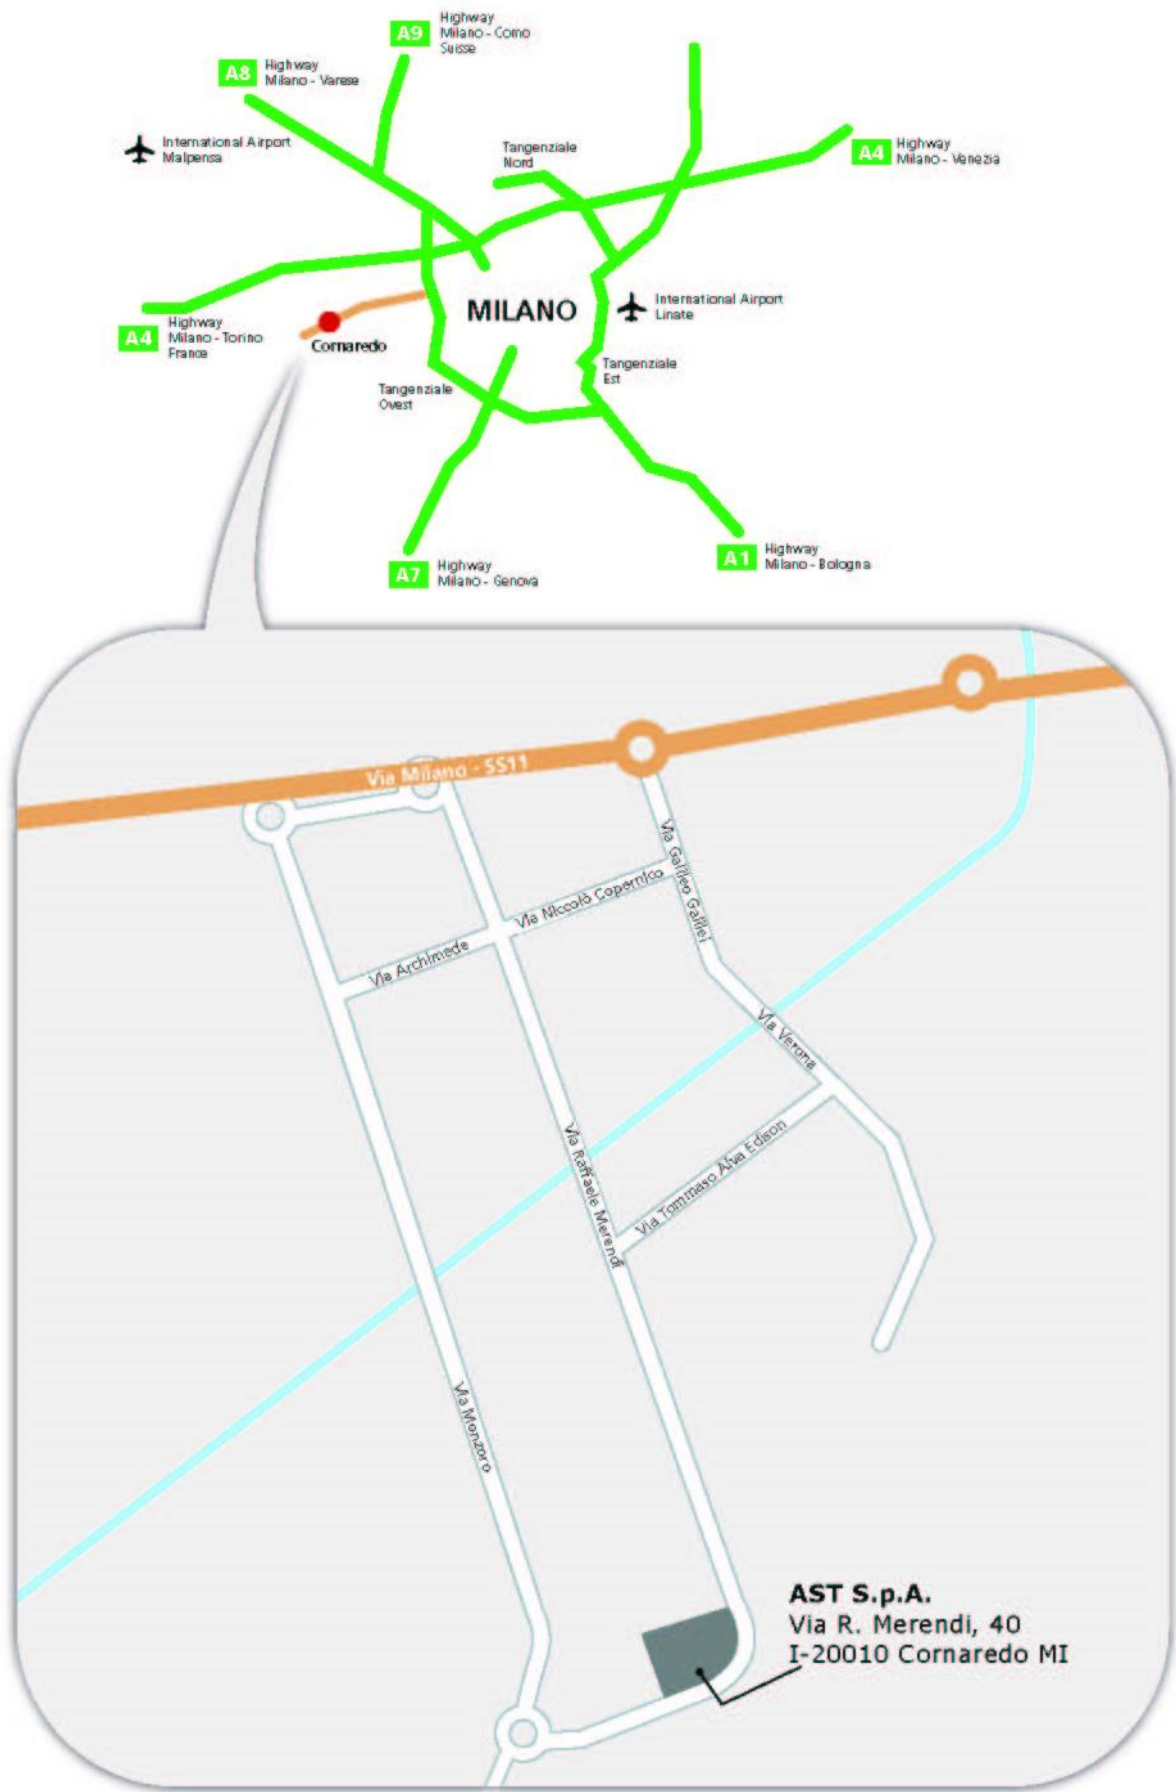 A9
Highway
Milano - Como
Suisse
A8
Highway
Milano - Varese
International Airport
Malpensa
Tangenziale
Nord
A4
Highway
Milano - Venezia
MILANO
International Airport
Linate
A4
Highway
Milano - Torino
France
Cornaredo
Tangenziale
Est
Tangenziale
Ovest
A7
Highway
Milano - Genova
A1
Highway
Milano - Bologna
Via Milano - SS11
Via Galileo Galilei
Via Niccolò Copernico
Via Archimede
Via Verona
Via Raffaele Merendi
Via Tommaso Alva Edison
Via Monzoro
AST S.p.A.
Via R. Merendi, 40
I-20010 Cornaredo MI